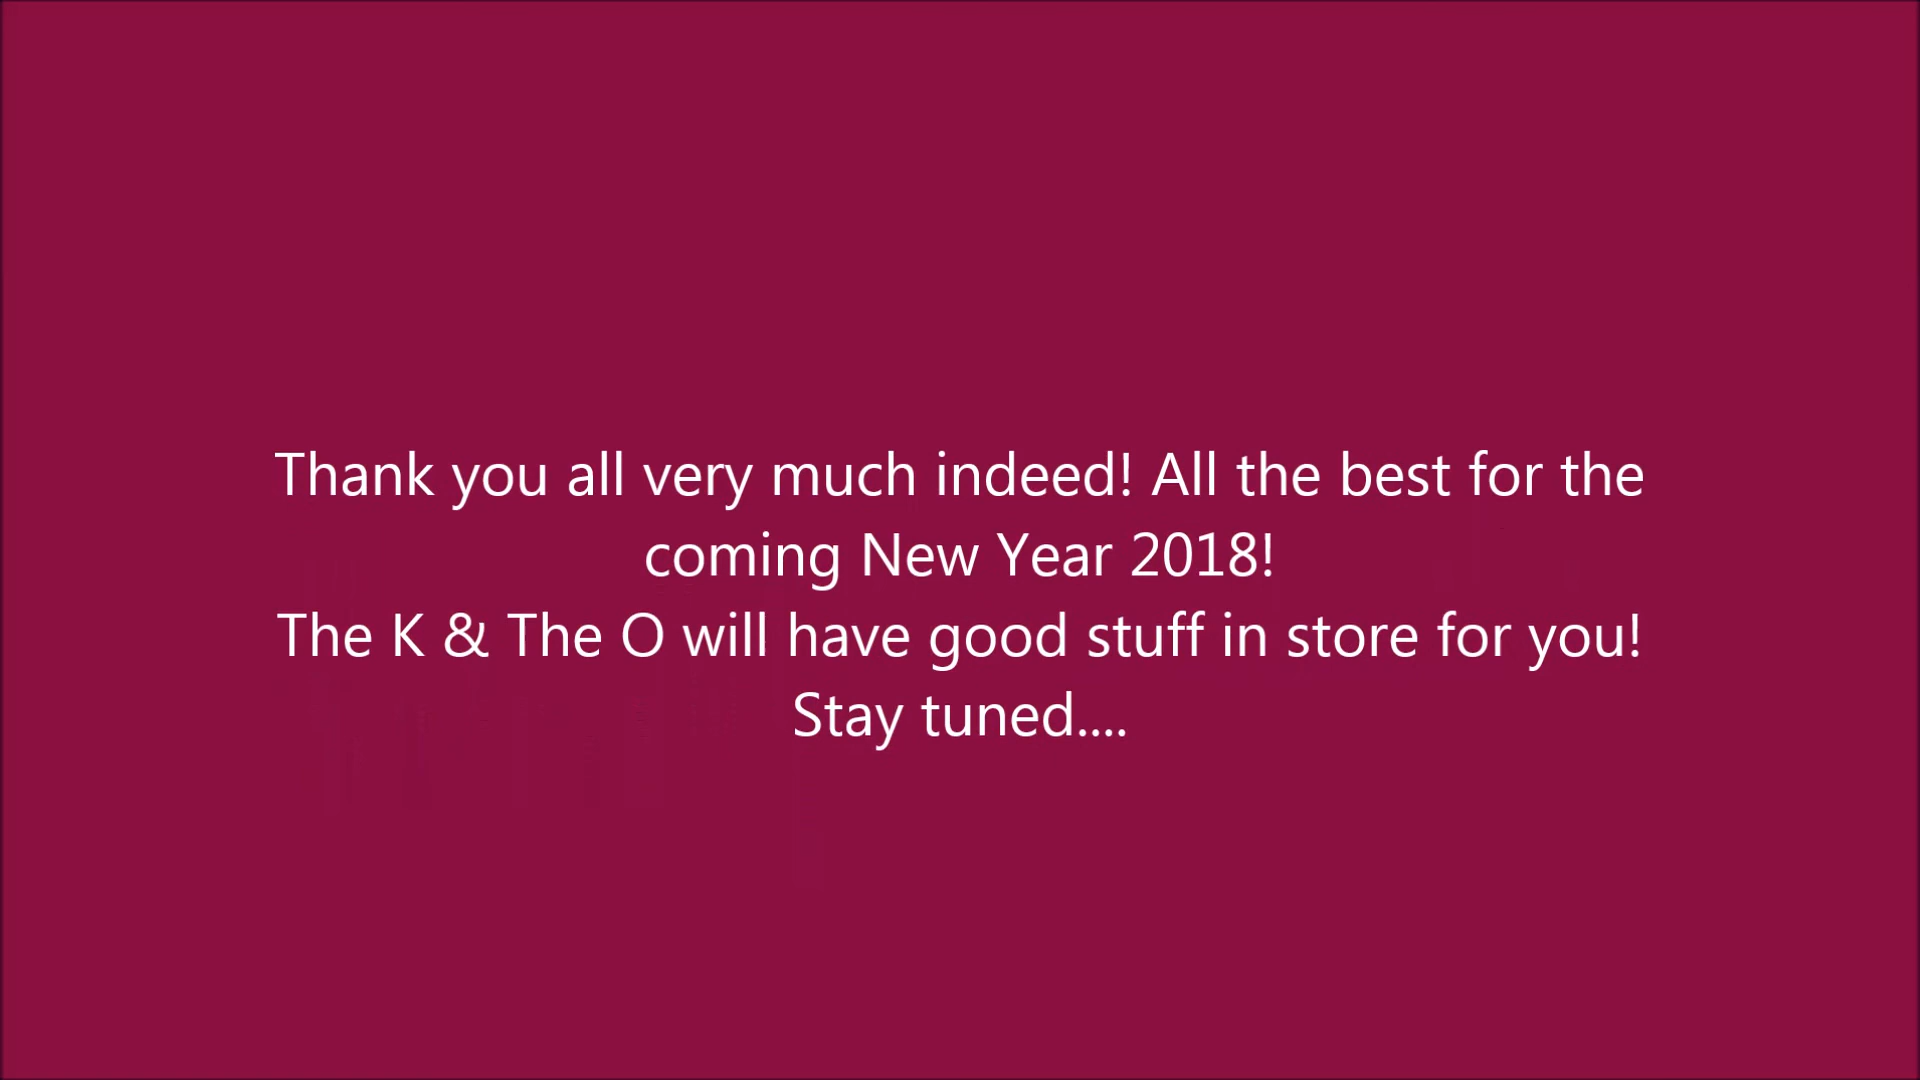 Thank you all very much indeed! All the best for the
coming New Year 2018!
The K & The O will have good stuff in store for you!
Stay tuned....